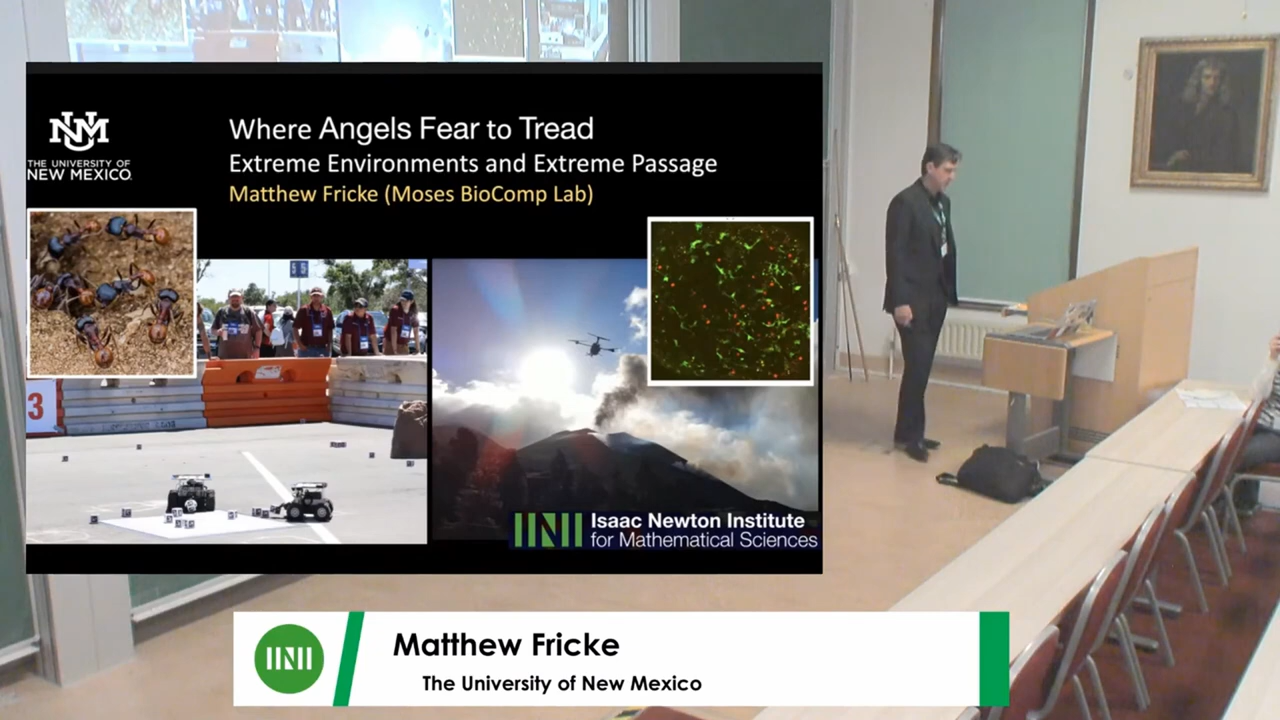 UNM
THE UNIVERSITY OF
NEW MEXICO.
Where Angels Fear to Tread
Extreme Environments and Extreme Passage
Matthew Fricke (Moses BioComp Lab)
3
Isaac Newton Institute
for Mathematical Sciences
Matthew Fricke
The University of New Mexico